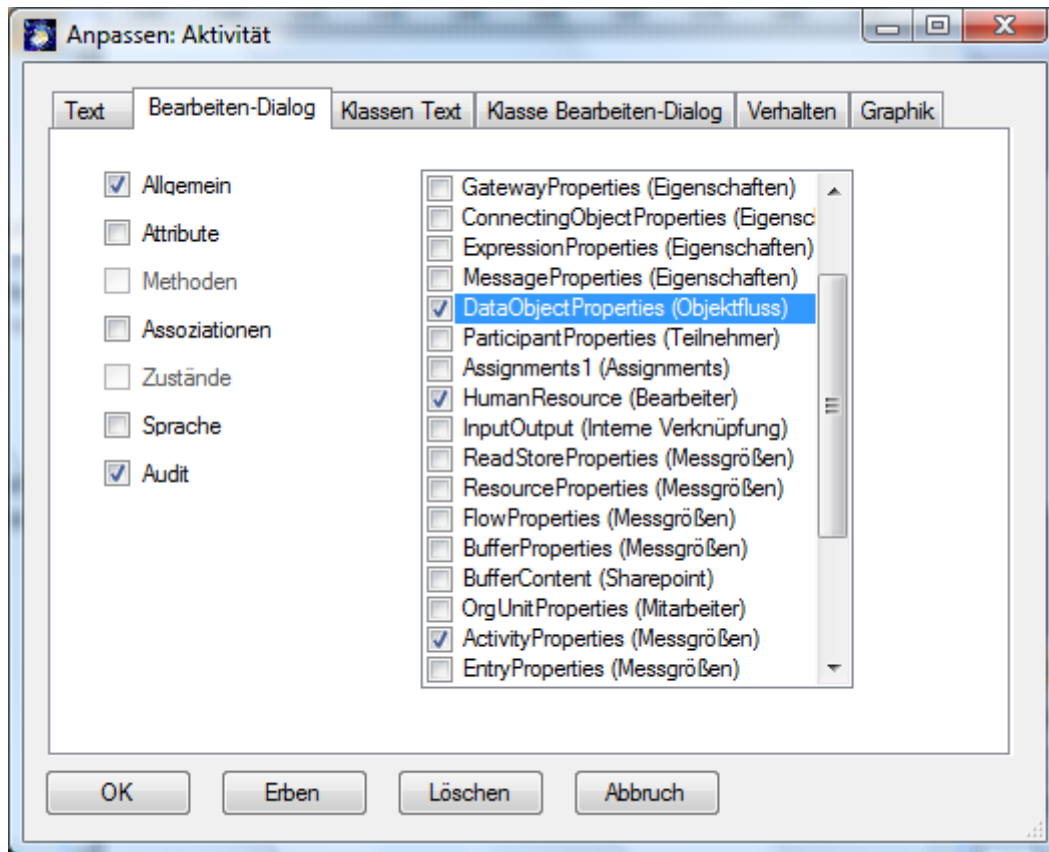 Anpassen: Aktivität
Text Bearbeiten-Dialog Klassen Text Klasse Bearbeiten-Dialog Verhalten Graphik
Allgemein
Attribute
Methoden
Assoziationen
Zustände
Sprache
Audit
GatewayProperties (Eigenschaften)
ConnectingObjectProperties (Eigensc
ExpressionProperties (Eigenschaften)
MessageProperties (Eigenschaften)
DataObjectProperties (Objektfluss)
ParticipantProperties (Teilnehmer)
Assignments1 (Assignments)
HumanResource (Bearbeiter)
InputOutput (Interne Verknüpfung)
ReadStoreProperties (Messgrößen)
ResourceProperties (Messgrößen)
FlowProperties (Messgrößen)
BufferProperties (Messgrößen)
BufferContent (Sharepoint)
OrgUnitProperties (Mitarbeiter)
ActivityProperties (Messgrößen)
EntryProperties (Messgrößen)
OK Erben Löschen Abbruch